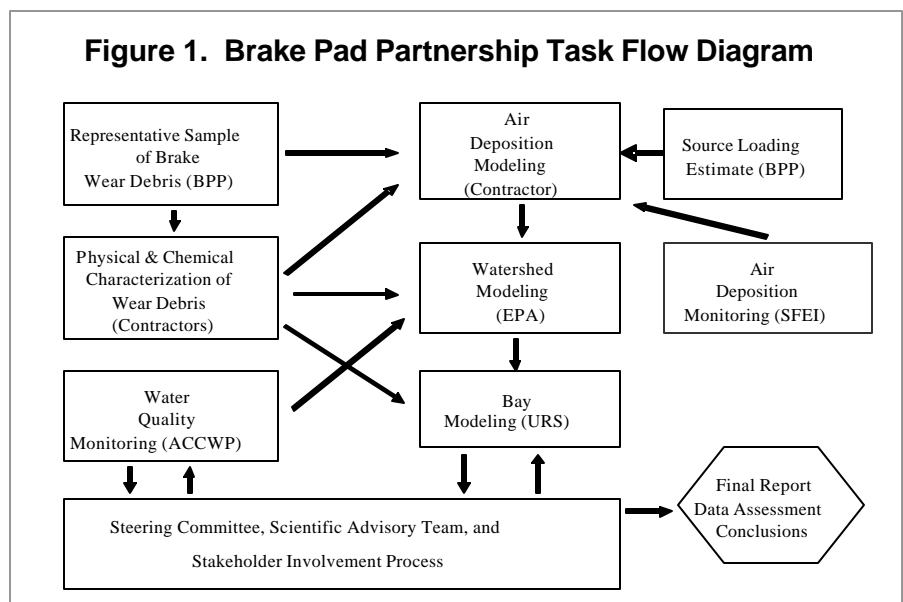 Figure 1. Brake Pad Partnership Task Flow Diagram
Representative Sample
of Brake
Wear Debris (BPP)
Air
Deposition
Modeling
(Contractor)
Source Loading
Estimate (BPP)
Physical & Chemical
Characterization of
Wear Debris
(Contractors)
Watershed
Modeling
(EPA)
Air
Deposition
Monitoring (SFEI)
Water
Quality
Monitoring (ACCWP)
Bay
Modeling (URS)
Steering Committee, Scientific Advisory Team, and
Stakeholder Involvement Process
Final Report
Data Assessment
Conclusions